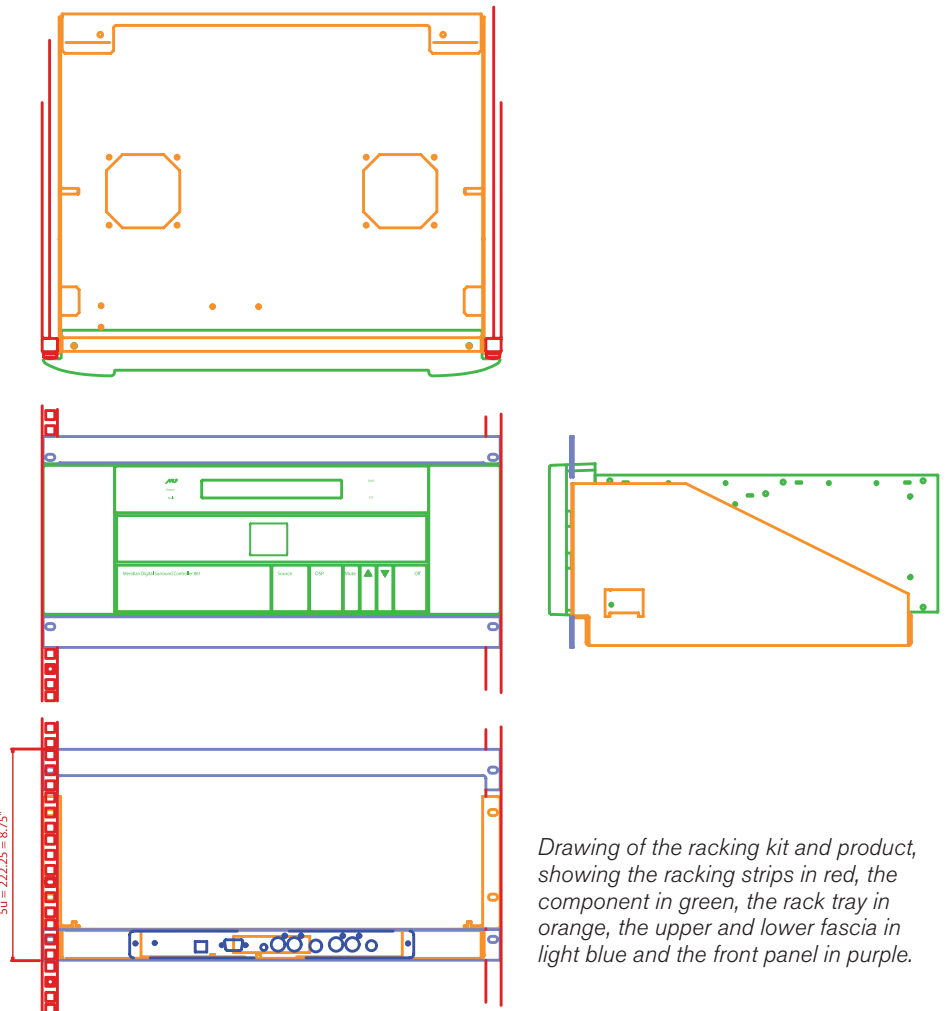 Meridian Digital Surround Controller 861
Source
DSP
Mute
Off
5u = 222.25 = 8.75"
Drawing of the racking kit and product,
showing the racking strips in red, the
component in green, the rack tray in
orange, the upper and lower fascia in
light blue and the front panel in purple.